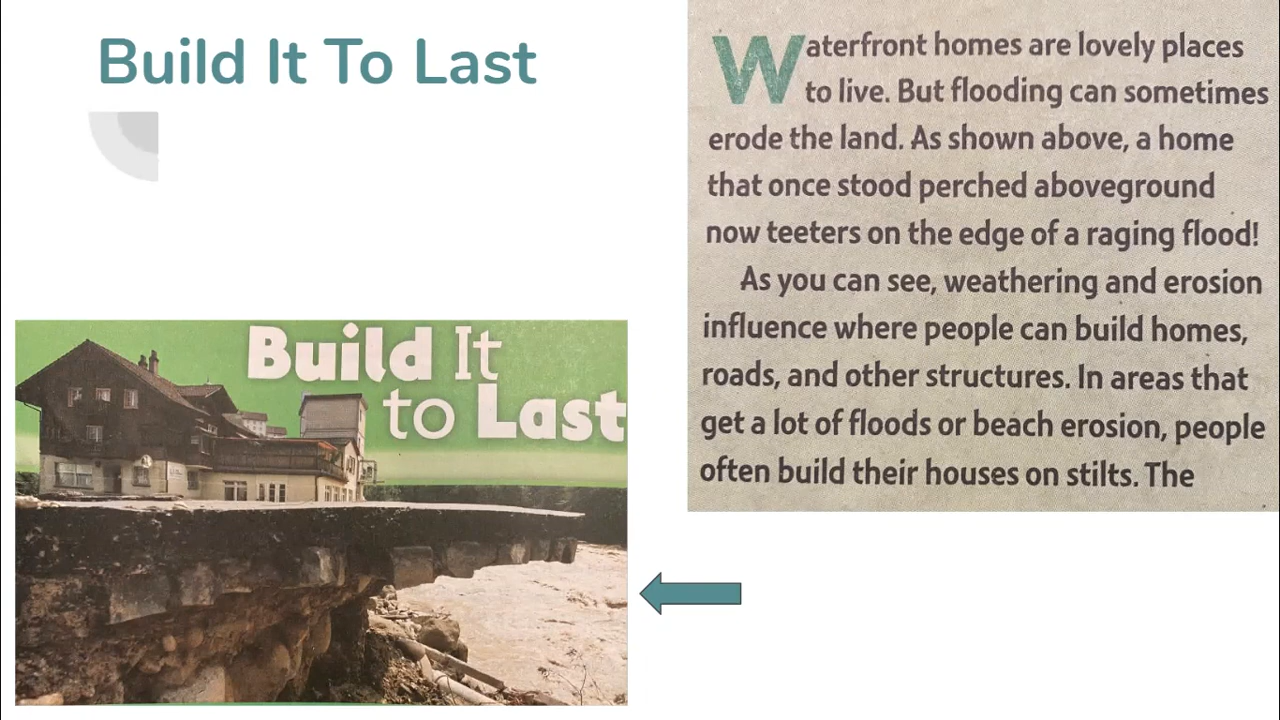 Build It To Last
Waterfront homes are lovely places
to live. But flooding can sometimes
erode the land. As shown above, a home
that once stood perched aboveground
now teeters on the edge of a raging flood!
As you can see, weathering and erosion
influence where people can build homes,
roads, and other structures. In areas that
get a lot of floods or beach erosion, people
often build their houses on stilts. The
Build It
to Last